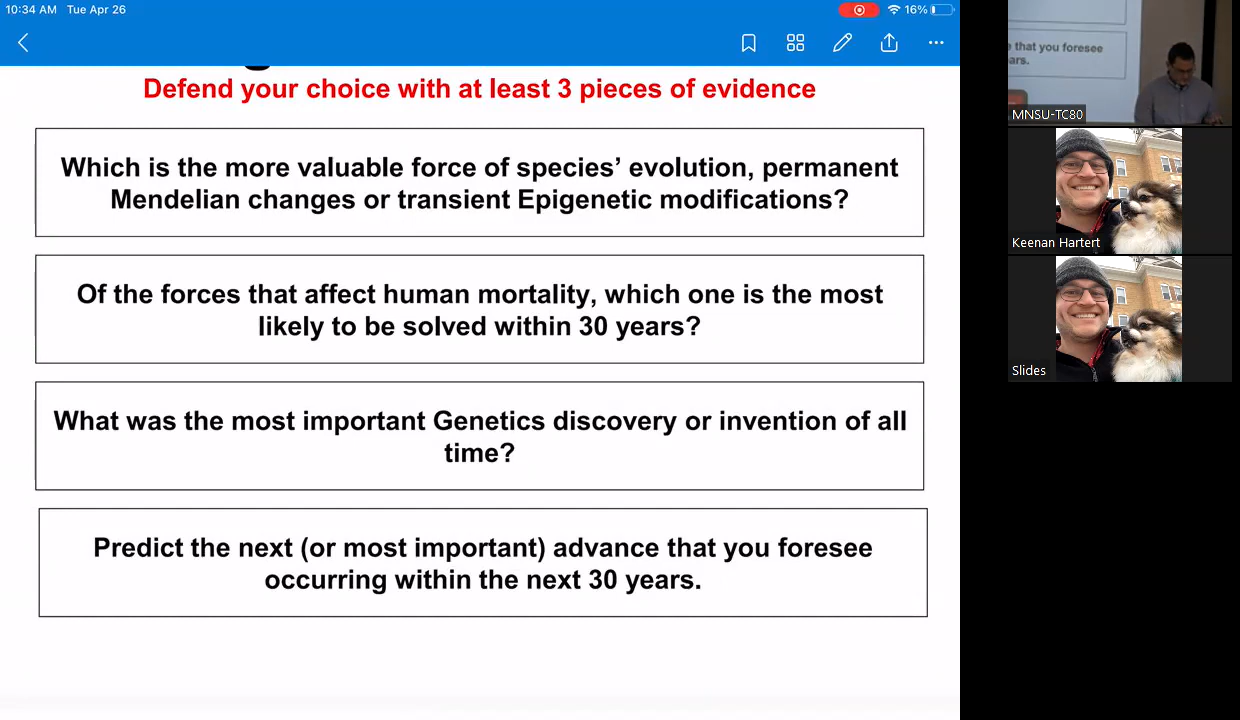 10:34 AM Tue Apr 26
16%
Defend your choice with at least 3 pieces of evidence
Which is the more valuable force of species’ evolution, permanent
Mendelian changes or transient Epigenetic modifications?
Of the forces that affect human mortality, which one is the most
likely to be solved within 30 years?
What was the most important Genetics discovery or invention of all
time?
Predict the next (or most important) advance that you foresee
occurring within the next 30 years.
that you foresee
ars.
MNSU-TC80
Keenan Hartert
Slides